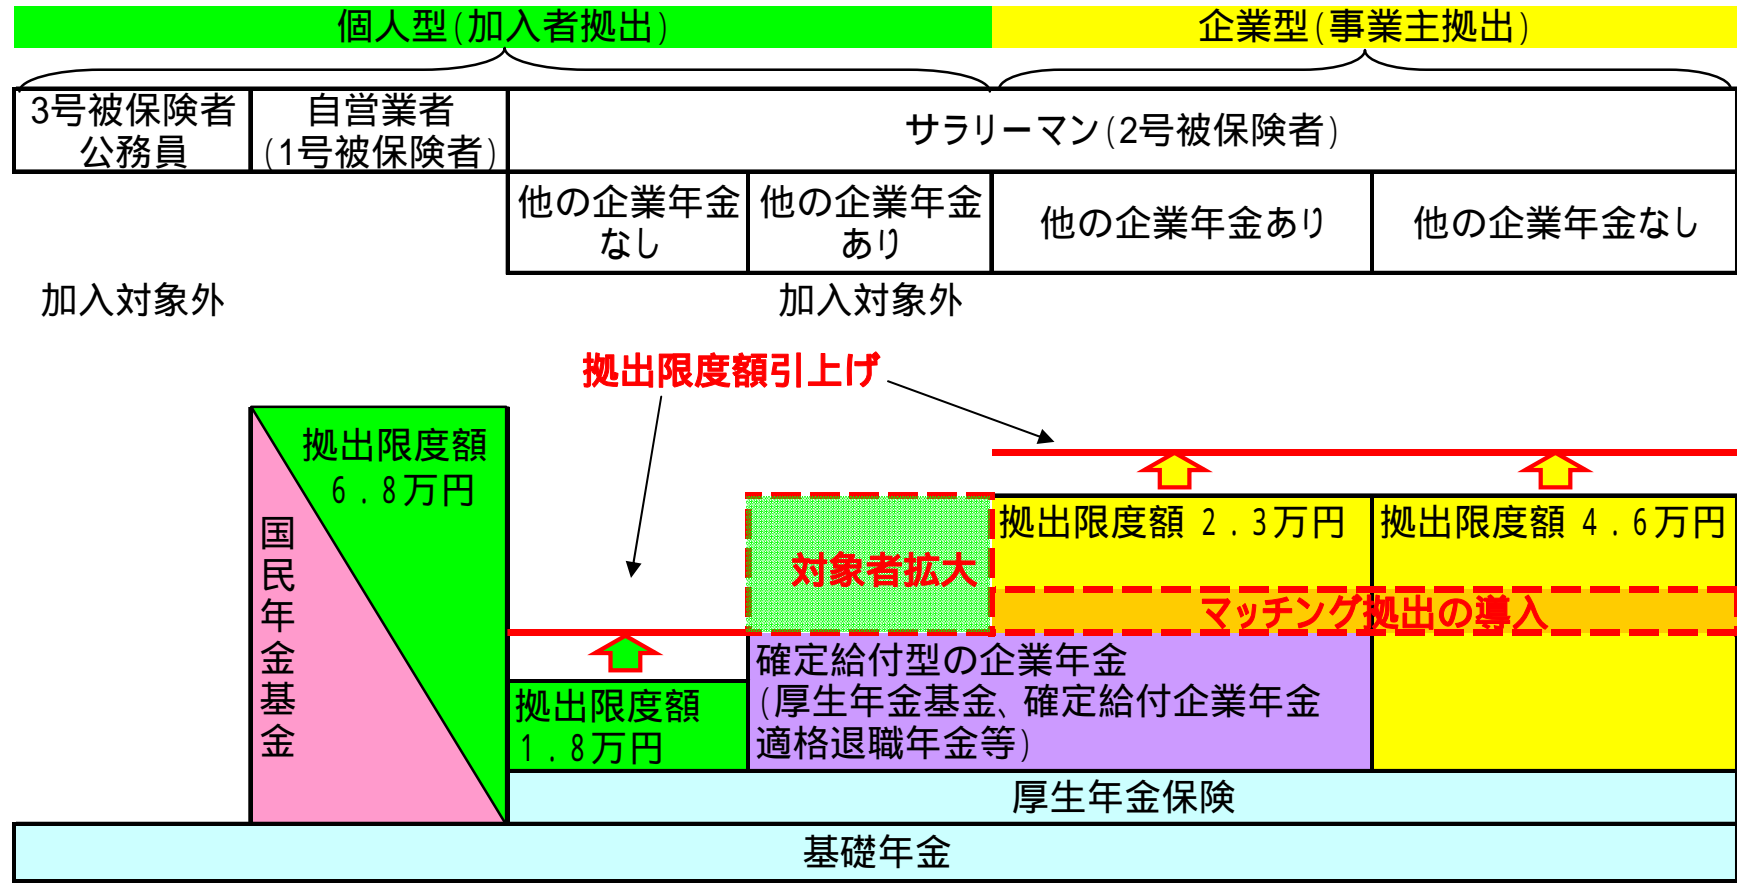 個人型(加入者拠出)
企業型(事業主拠出)
3号被保険者
公務員
自営業者
(1号被保険者)
サラリーマン(2号被保険者)
他の企業年金
なし
他の企業年金
あり
他の企業年金あり
他の企業年金なし
加入対象外
加入対象外
拠出限度額引上げ
拠出限度額
6.8万円
国民年金基金
対象者拡大
拠出限度額 2.3万円
拠出限度額 4.6万円
マッチング拠出の導入
拠出限度額
1.8万円
確定給付型の企業年金
(厚生年金基金、確定給付企業年金
適格退職年金等)
厚生年金保険
基礎年金